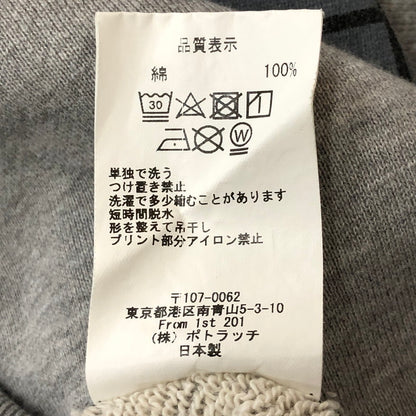 品質表示
綿 100%
30
W
単独で洗う
つけ置き禁止
洗濯で多少縮むことがあります
短時間脱水
形を整えて吊干し
プリント部分アイロン禁止
〒107-0062
東京都港区南青山5-3-10
From 1st 201
(株) ポトラッチ
日本製